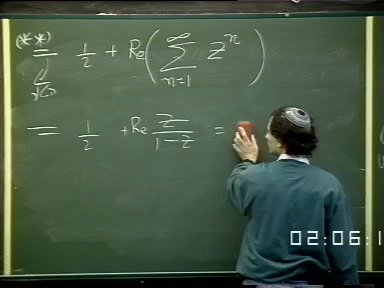 (**)
= 1/2 + Re( ∑_{n=1}^{∞} z^n )
= 1/2 + Re z/(1-z) =
02:06:1